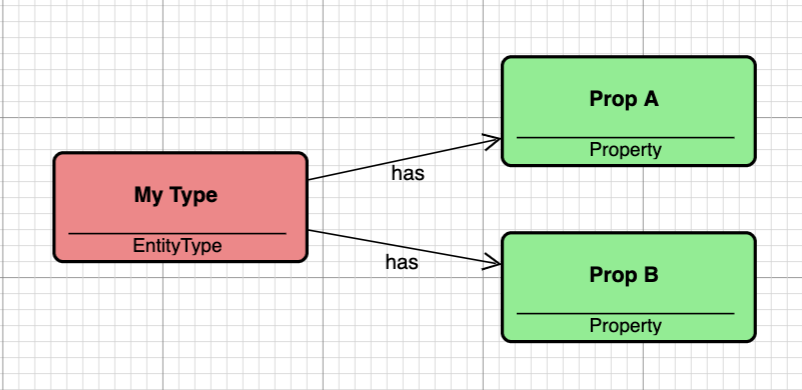 My Type
EntityType
has
Prop A
Property
has
Prop B
Property